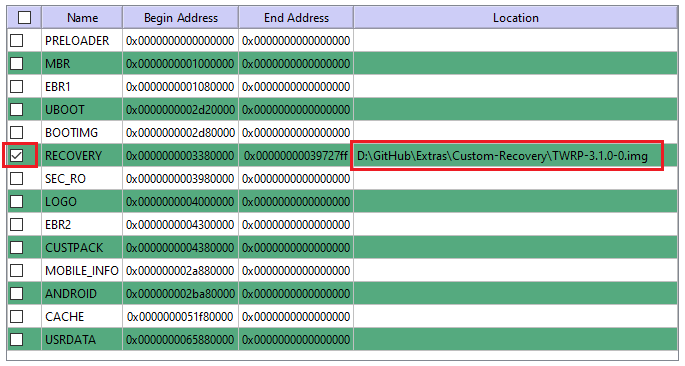 Name Begin Address End Address Location
PRELOADER 0x0000000000000000 0x0000000000000000
MBR 0x0000000001000000 0x0000000000000000
EBR1 0x0000000001080000 0x0000000000000000
UBOOT 0x0000000002d20000 0x0000000000000000
BOOTIMG 0x0000000002d80000 0x0000000000000000
RECOVERY 0x0000000003380000 0x00000000039727ff D:\GitHub\Extras\Custom-Recovery\TWRP-3.1.0-0.img
SEC_RO 0x0000000003980000 0x0000000000000000
LOGO 0x0000000004000000 0x0000000000000000
EBR2 0x0000000004300000 0x0000000000000000
CUSTPACK 0x0000000004380000 0x0000000000000000
MOBILE_INFO 0x000000002a880000 0x0000000000000000
ANDROID 0x000000002ba80000 0x0000000000000000
CACHE 0x0000000051f80000 0x0000000000000000
USRDATA 0x0000000065880000 0x0000000000000000